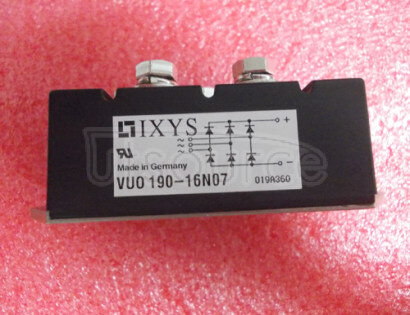 IXYS
+
~
~
~
Made in Germany
−
VUO 190-16N07 019A360